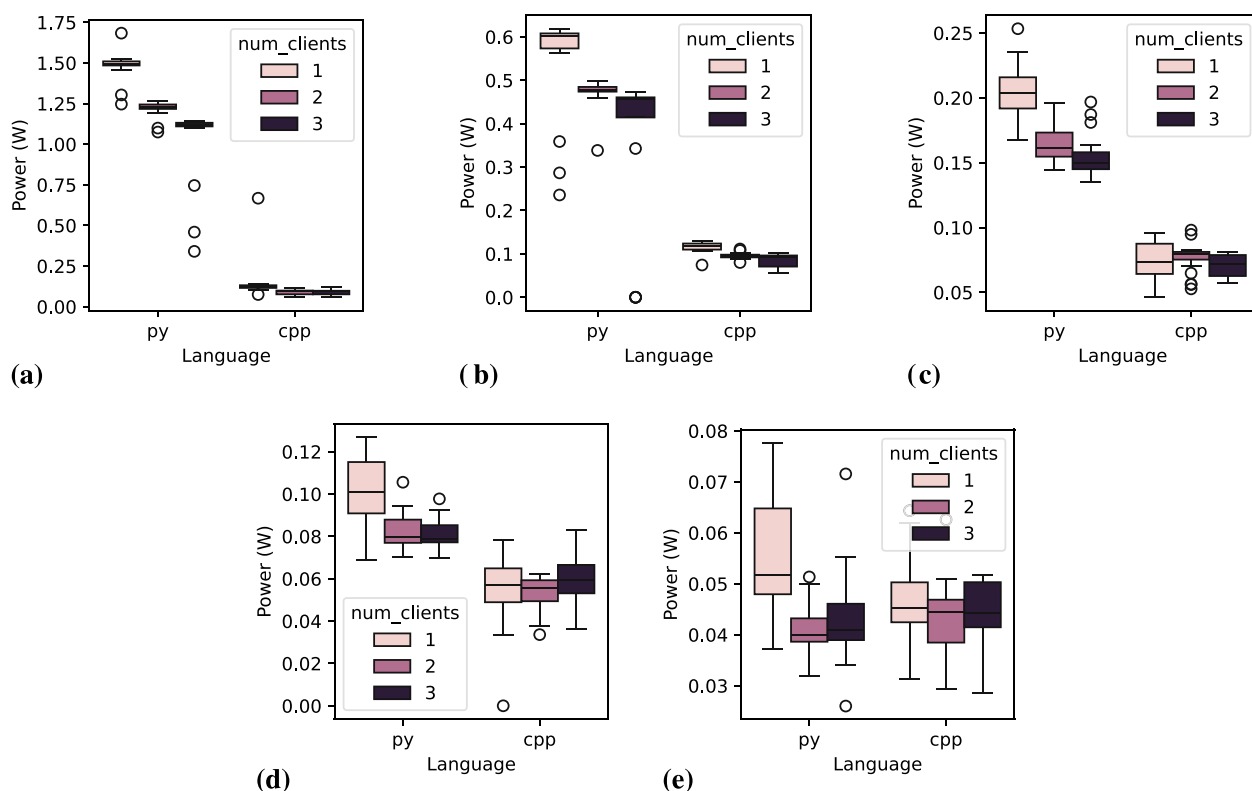 1.75
1.50
1.25
1.00
0.75
0.50
0.25
0.00
Power (W)
num_clients
1
2
3
py cpp
Language
(a)
0.6
0.5
0.4
0.3
0.2
0.1
0.0
Power (W)
num_clients
1
2
3
py cpp
Language
(b)
0.25
0.20
0.15
0.10
0.05
Power (W)
num_clients
1
2
3
py cpp
Language
(c)
0.12
0.10
0.08
0.06
0.04
0.02
0.00
Power (W)
num_clients
1
2
3
py cpp
Language
(d)
0.08
0.07
0.06
0.05
0.04
0.03
Power (W)
num_clients
1
2
3
py cpp
Language
(e)